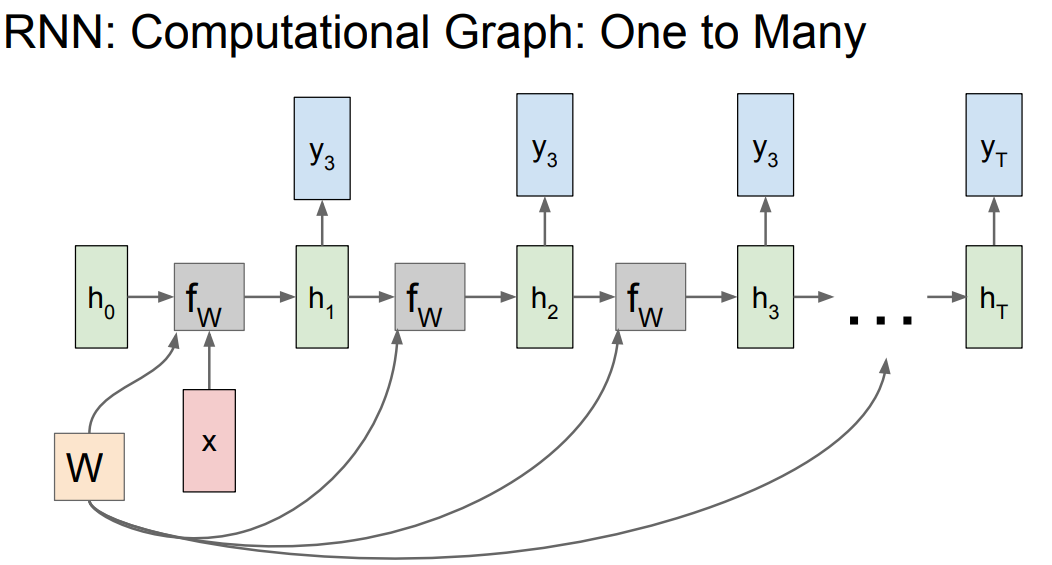 RNN: Computational Graph: One to Many
y3 y3 y3 yT
h0 fW h1 fW h2 fW h3 ... hT
x
W